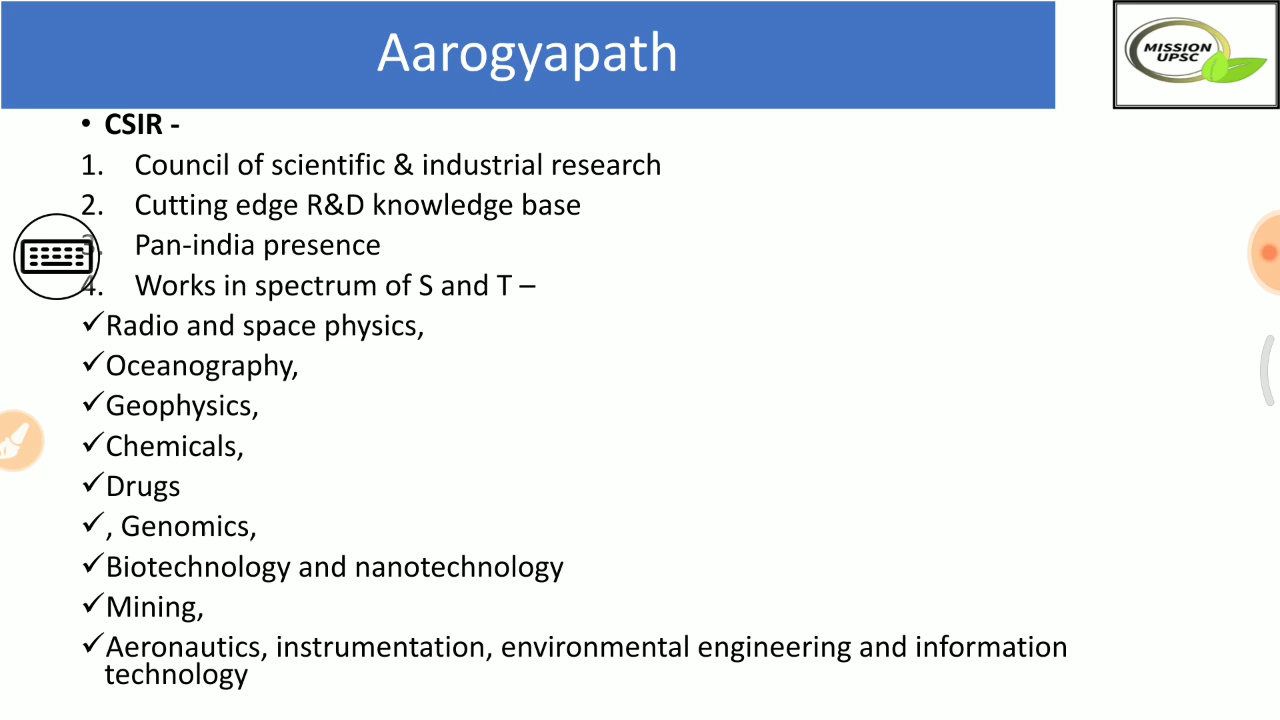 Aarogyapath
MISSION
UPSC
• CSIR -
1. Council of scientific & industrial research
2. Cutting edge R&D knowledge base
3. Pan-india presence
4. Works in spectrum of S and T –
✓Radio and space physics,
✓Oceanography,
✓Geophysics,
✓Chemicals,
✓Drugs
✓, Genomics,
✓Biotechnology and nanotechnology
✓Mining,
✓Aeronautics, instrumentation, environmental engineering and information
technology